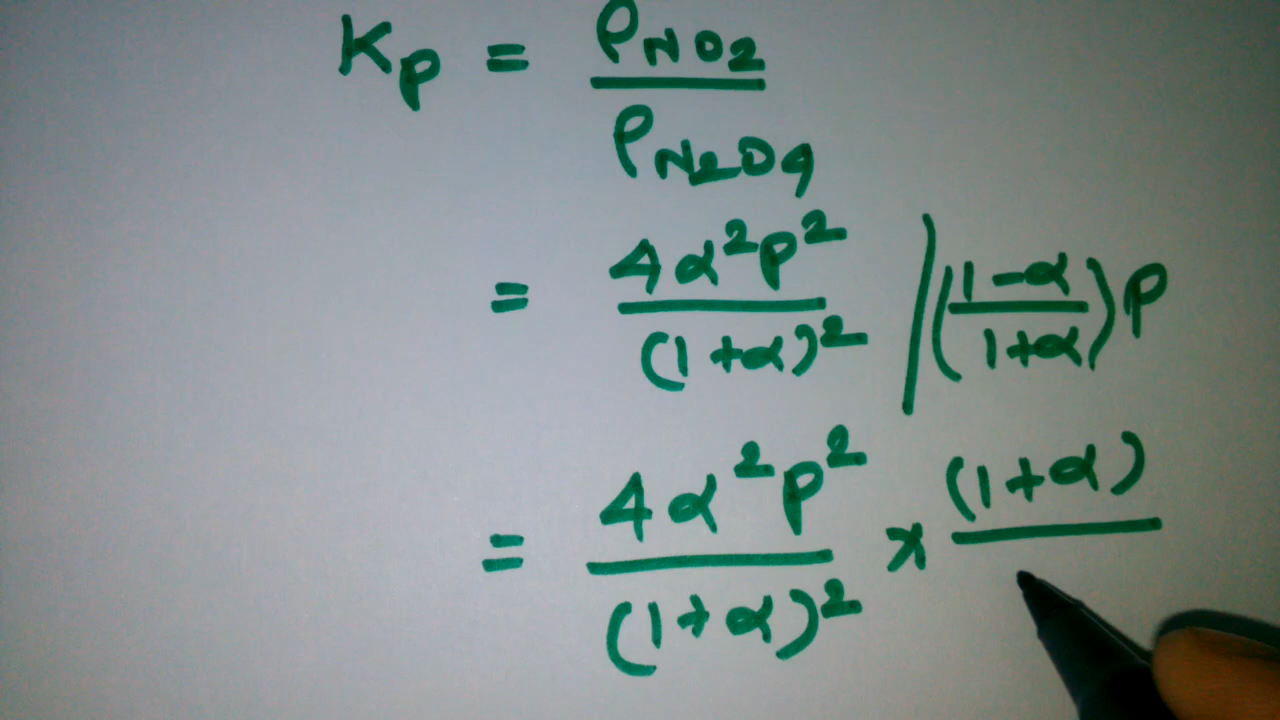 Kp = PNO2 / PN2O4
= 4α²p² / (1+α)² / ((1-α) / (1+α)) p
= 4α²p² / (1+α)² × (1+α) /